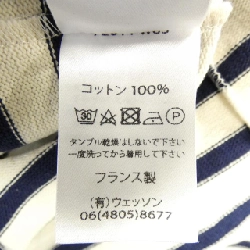 コットン 100%
30
P
タンブル乾燥はしないで下さい
一度洗ってから着用して下さい
フランス製
(有)ウェッソン
06(4805)8677